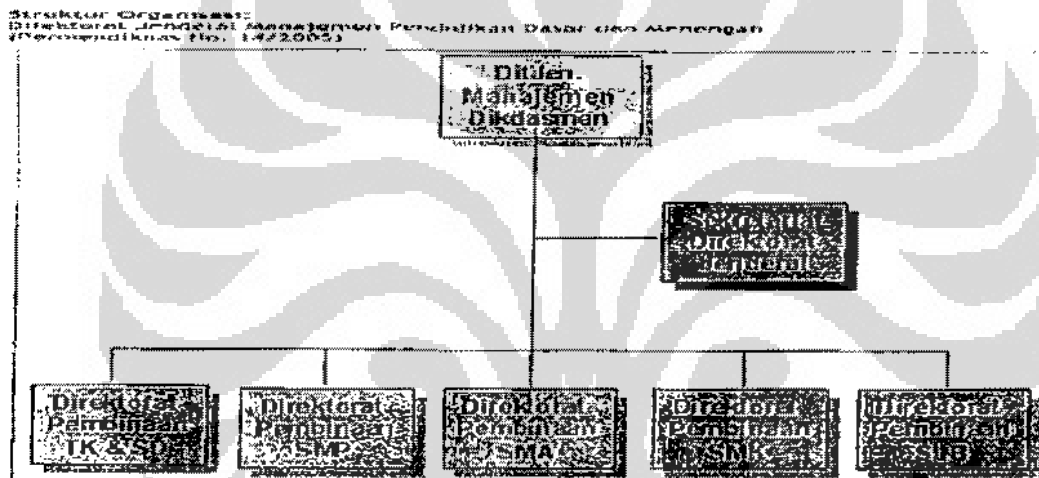 Struktur Organisasi:
Direktorat Jenderal Manajemen Pendidikan Dasar dan Menengah
(Permendiknas No. 14/2005)
Ditjen.
Manajemen
Dikdasmen
Sekretariat
Direktorat
Jenderal
Direktorat
Pembinaan
TK & SD
Direktorat
Pembinaan
SMP
Direktorat
Pembinaan
SMA
Direktorat
Pembinaan
SMK
Direktorat
Pembinaan